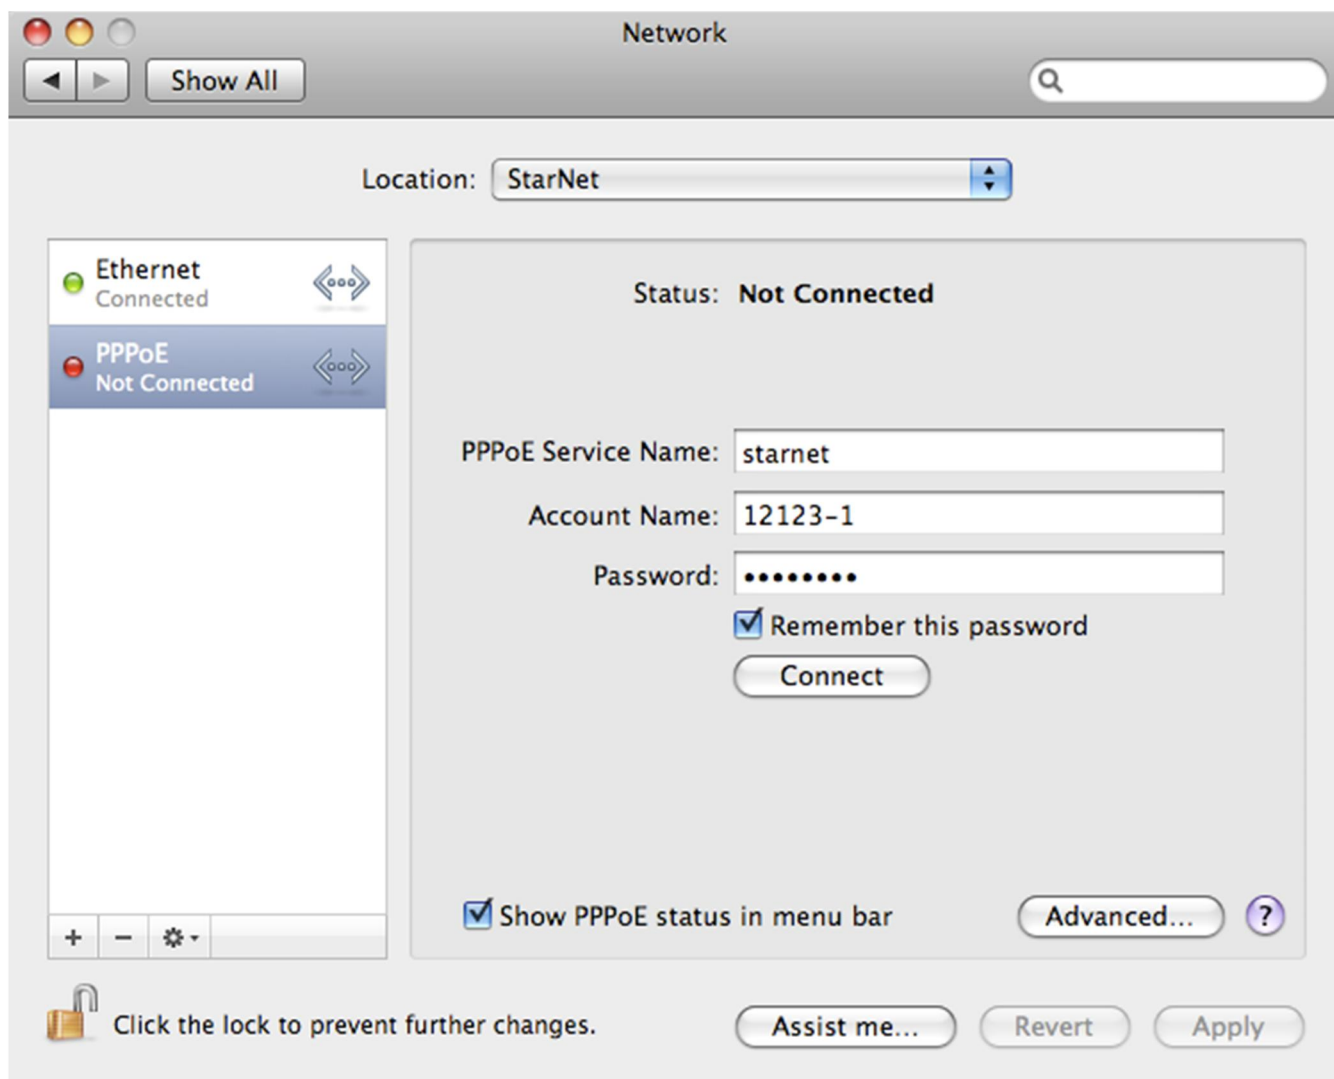 Network
Show All
Location: StarNet
Ethernet
Connected
PPPoE
Not Connected
Status: Not Connected
PPPoE Service Name: starnet
Account Name: 12123-1
Password: ••••••••
Remember this password
Connect
Show PPPoE status in menu bar
Advanced...
?
Click the lock to prevent further changes.
Assist me...
Revert
Apply